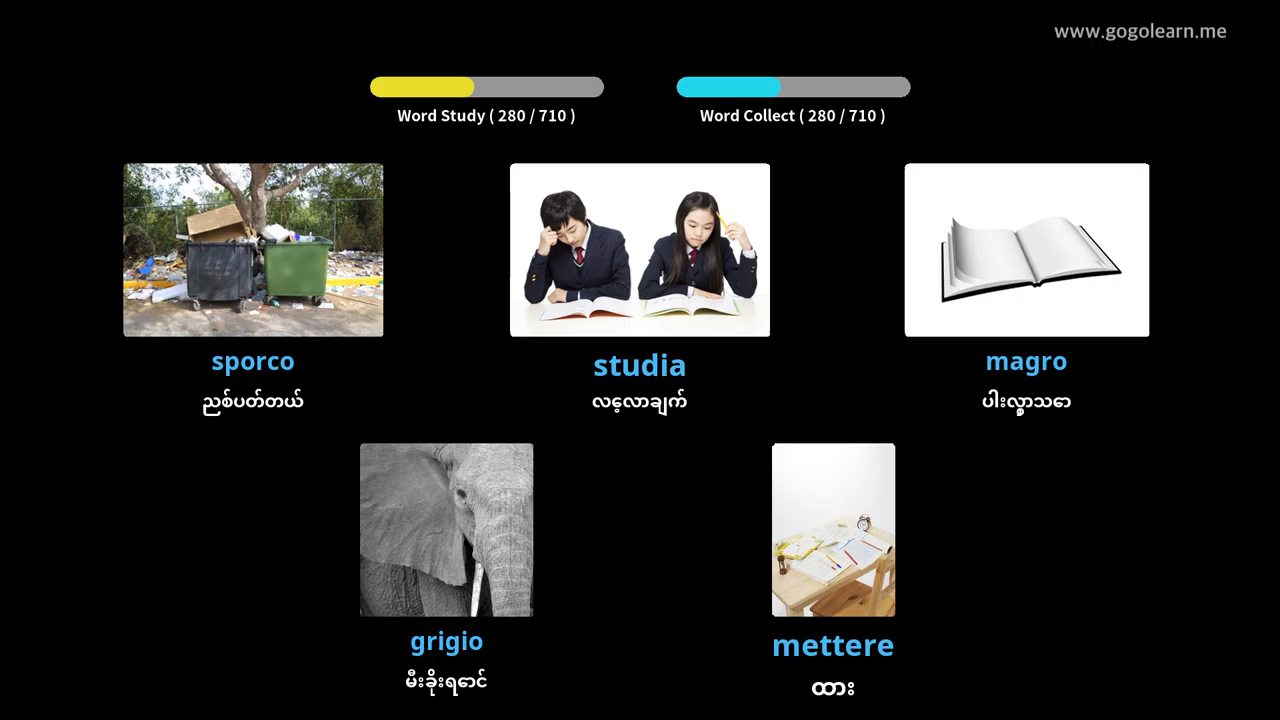 www.gogolearn.me
Word Study ( 280 / 710 )
Word Collect ( 280 / 710 )
sporco
ညစ်ပတ်တယ်
studia
လေ့လာချက်
magro
ပါးလွှာသော
grigio
မီးခိုးရောင်
mettere
ထား